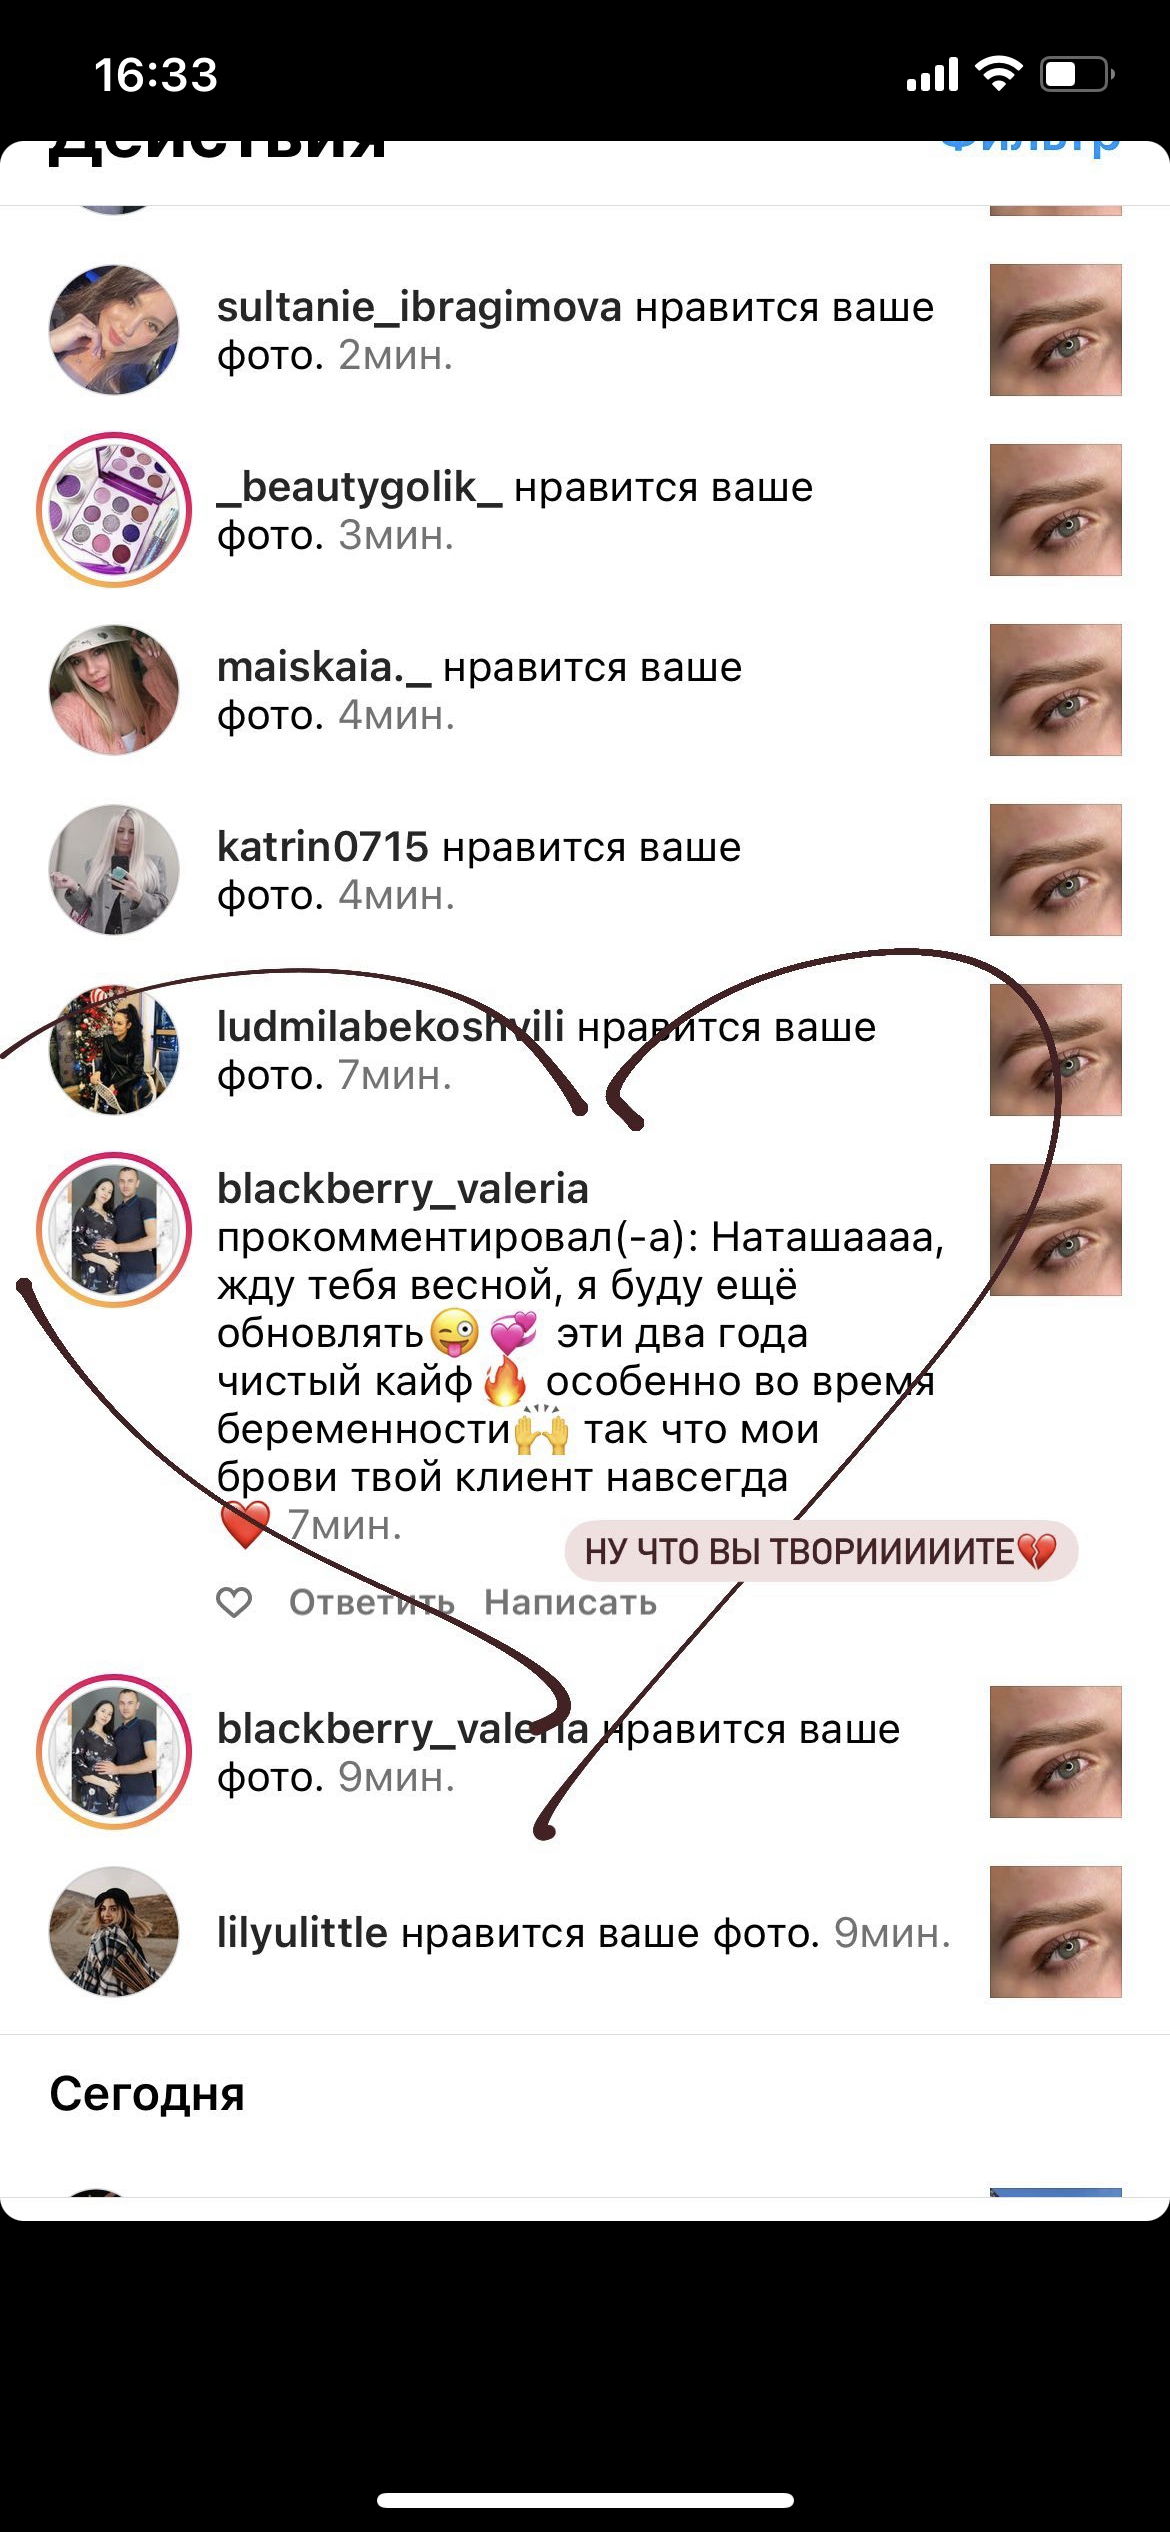 16:33
Действия Фильтр
sultanie_ibragimova нравится ваше
фото. 2мин.
_beautygolik_ нравится ваше
фото. 3мин.
maiskaia._ нравится ваше
фото. 4мин.
katrin0715 нравится ваше
фото. 4мин.
ludmilabekoshvili нравится ваше
фото. 7мин.
blackberry_valeria
прокомментировал(-а): Наташаааа,
жду тебя весной, я буду ещё
обновлять😜💞 эти два года
чистый кайф🔥 особенно во время
беременности🙌 так что мои
брови твой клиент навсегда
❤️ 7мин.
НУ ЧТО ВЫ ТВОРИИИИИТЕ💔
Ответить Написать
blackberry_valeria нравится ваше
фото. 9мин.
lilyulittle нравится ваше фото. 9мин.
Сегодня